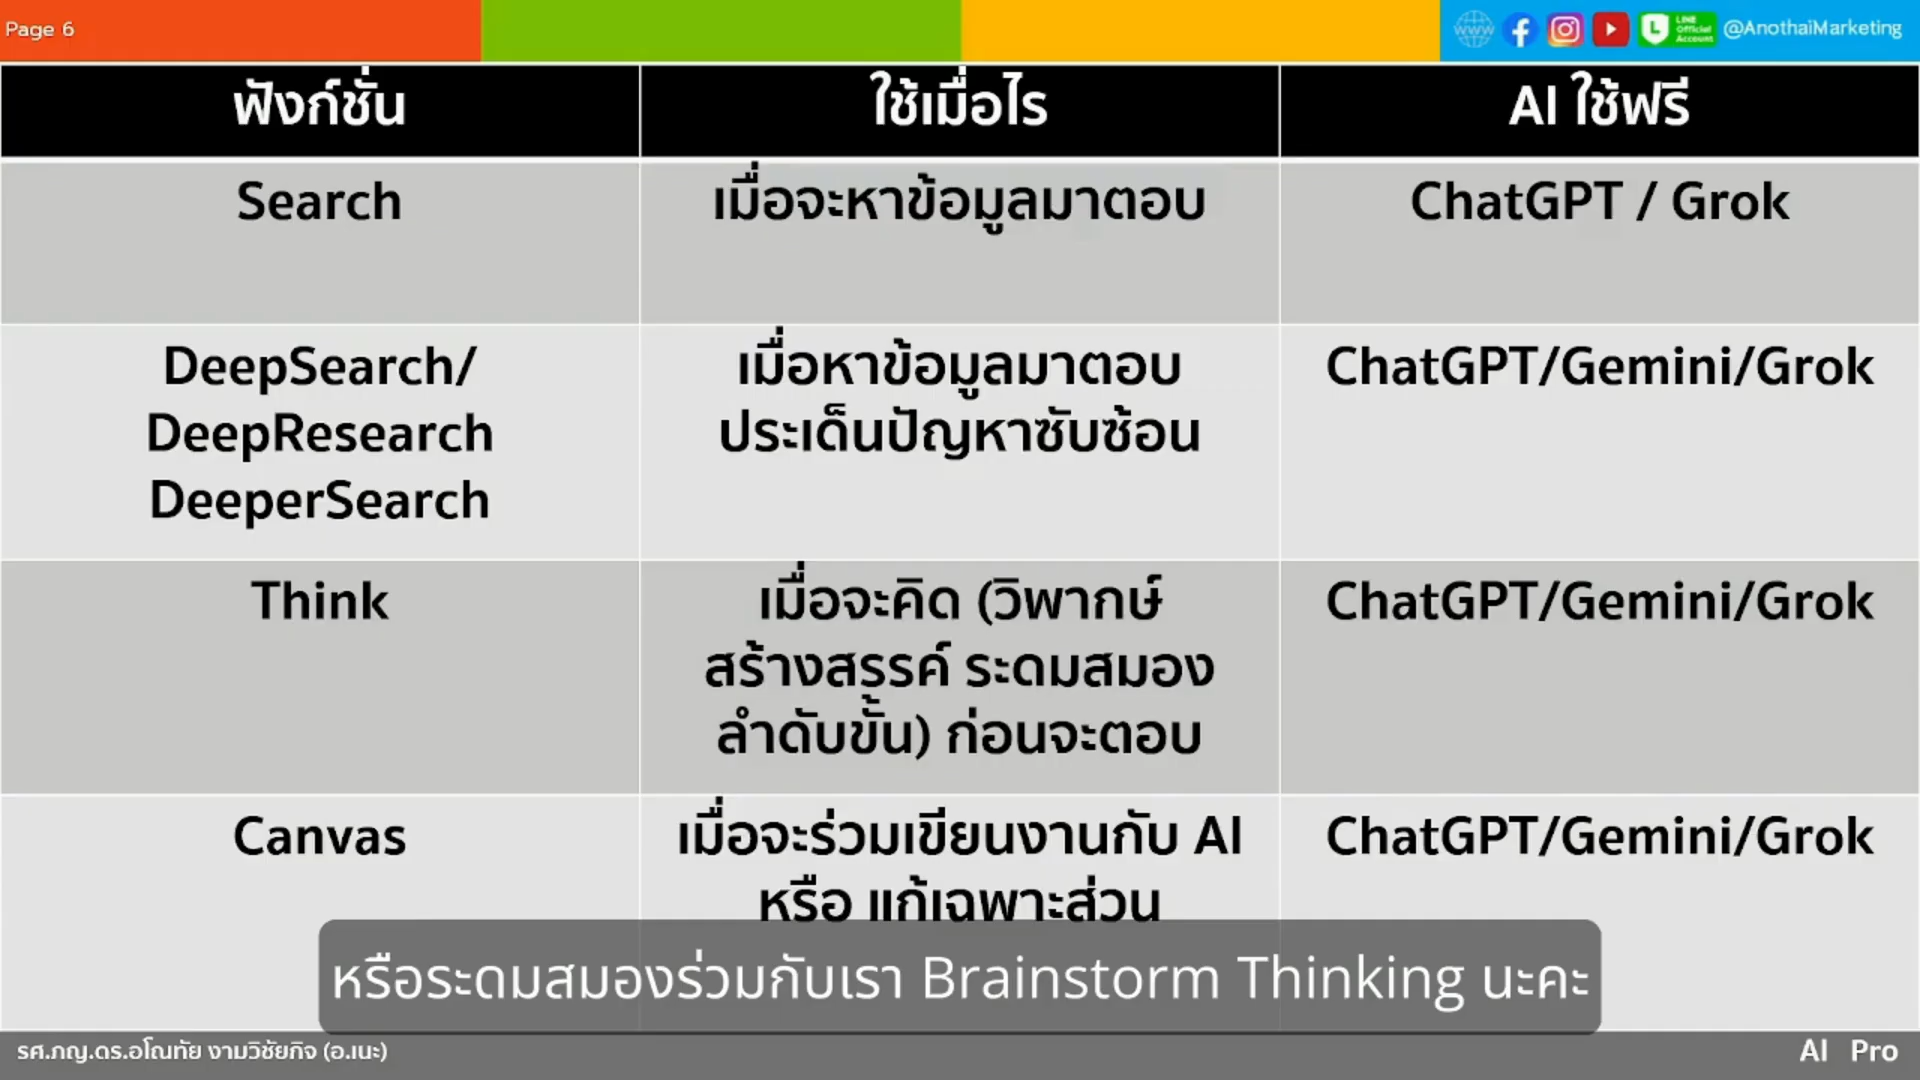 Page 6
www
LINE Official Account
@AnothaiMarketing
ฟังก์ชั่น
ใช้เมื่อไร
AI ใช้ฟรี
Search
เมื่อจะหาข้อมูลมาตอบ
ChatGPT / Grok
DeepSearch/
DeepResearch
DeeperSearch
เมื่อหาข้อมูลมาตอบ
ประเด็นปัญหาซับซ้อน
ChatGPT/Gemini/Grok
Think
เมื่อจะคิด (วิพากษ์
สร้างสรรค์ ระดมสมอง
ลำดับขั้น) ก่อนจะตอบ
ChatGPT/Gemini/Grok
Canvas
เมื่อจะร่วมเขียนงานกับ AI
หรือ แก้เฉพาะส่วน
ChatGPT/Gemini/Grok
หรือระดมสมองร่วมกับเรา Brainstorm Thinking นะคะ
รศ.ภญ.ดร.อโณทัย งามวิชัยกิจ (อ.เนะ)
AI Pro